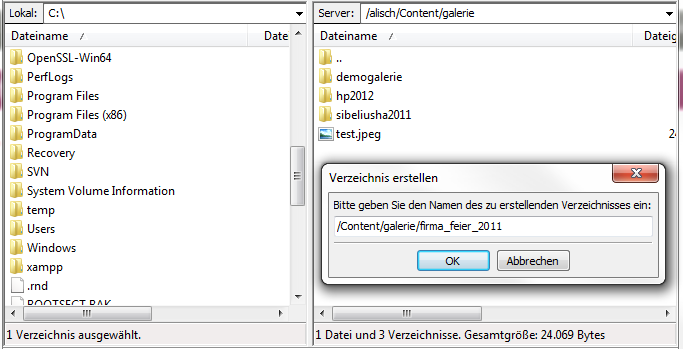 Lokal: C:\
Dateiname / Date
OpenSSL-Win64
PerfLogs
Program Files
Program Files (x86)
ProgramData
Recovery
SVN
System Volume Information
temp
Users
Windows
xampp
.rnd
BOOTSECT.BAK
1 Verzeichnis ausgewählt.
Server: /alisch/Content/galerie
Dateiname / Dateig
..
demogalerie
hp2012
sibeliusha2011
test.jpeg 24
Verzeichnis erstellen
Bitte geben Sie den Namen des zu erstellenden Verzeichnisses ein:
/Content/galerie/firma_feier_2011
OK Abbrechen
1 Datei und 3 Verzeichnisse. Gesamtgröße: 24.069 Bytes